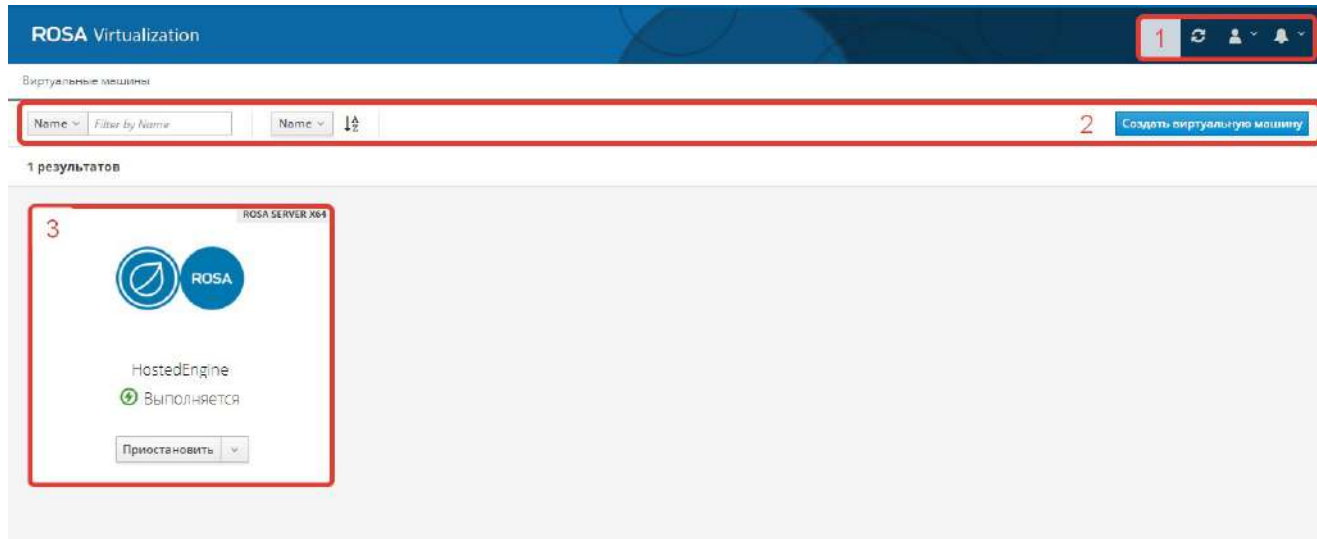 ROSA Virtualization
1
Виртуальные машины
Name Filter by Name Name A Z 2 Создать виртуальную машину
1 результатов
3
ROSA SERVER X64
ROSA
HostedEngine
Выполняется
Приостановить